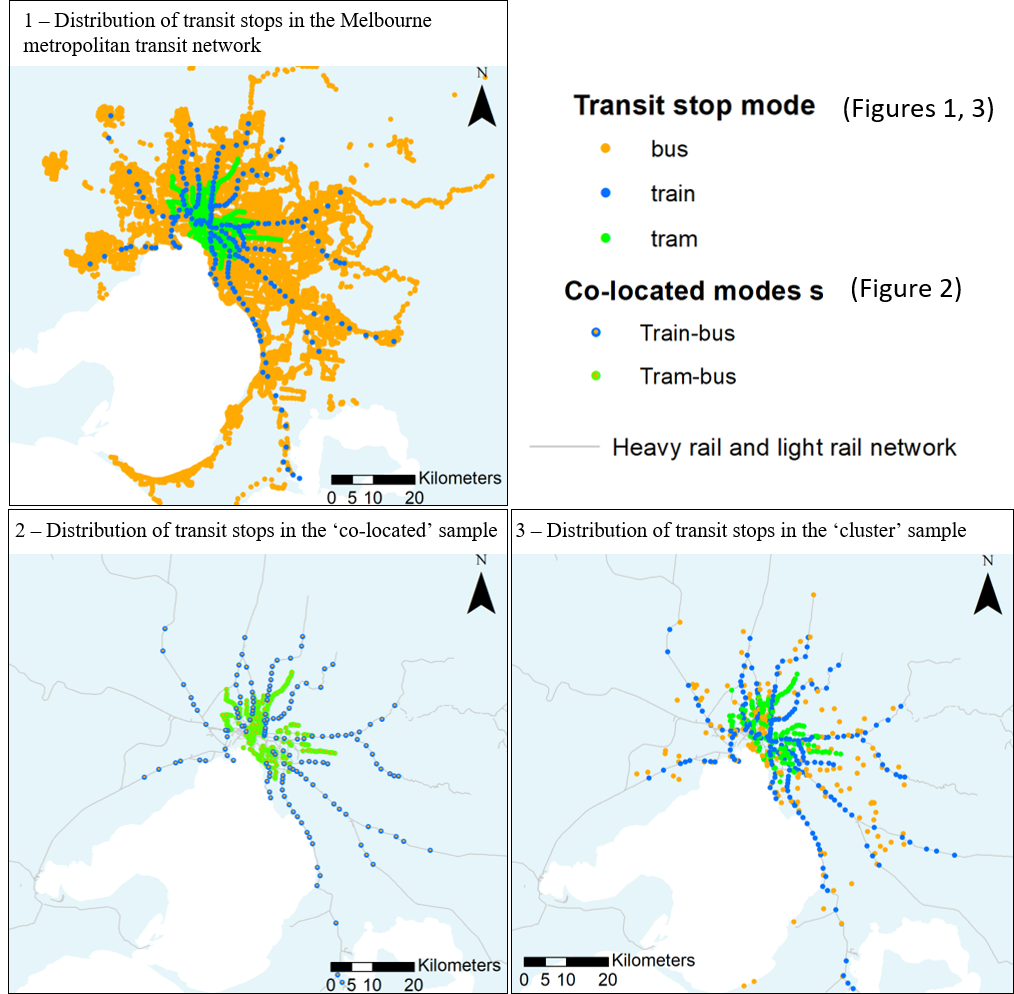 1 – Distribution of transit stops in the Melbourne
metropolitan transit network
N
Kilometers
0 5 10 20
Transit stop mode (Figures 1, 3)
bus
train
tram
Co-located modes s (Figure 2)
Train-bus
Tram-bus
Heavy rail and light rail network
2 – Distribution of transit stops in the ‘co-located’ sample
N
Kilometers
0 5 10 20
3 – Distribution of transit stops in the ‘cluster’ sample
N
Kilometers
0 5 10 20